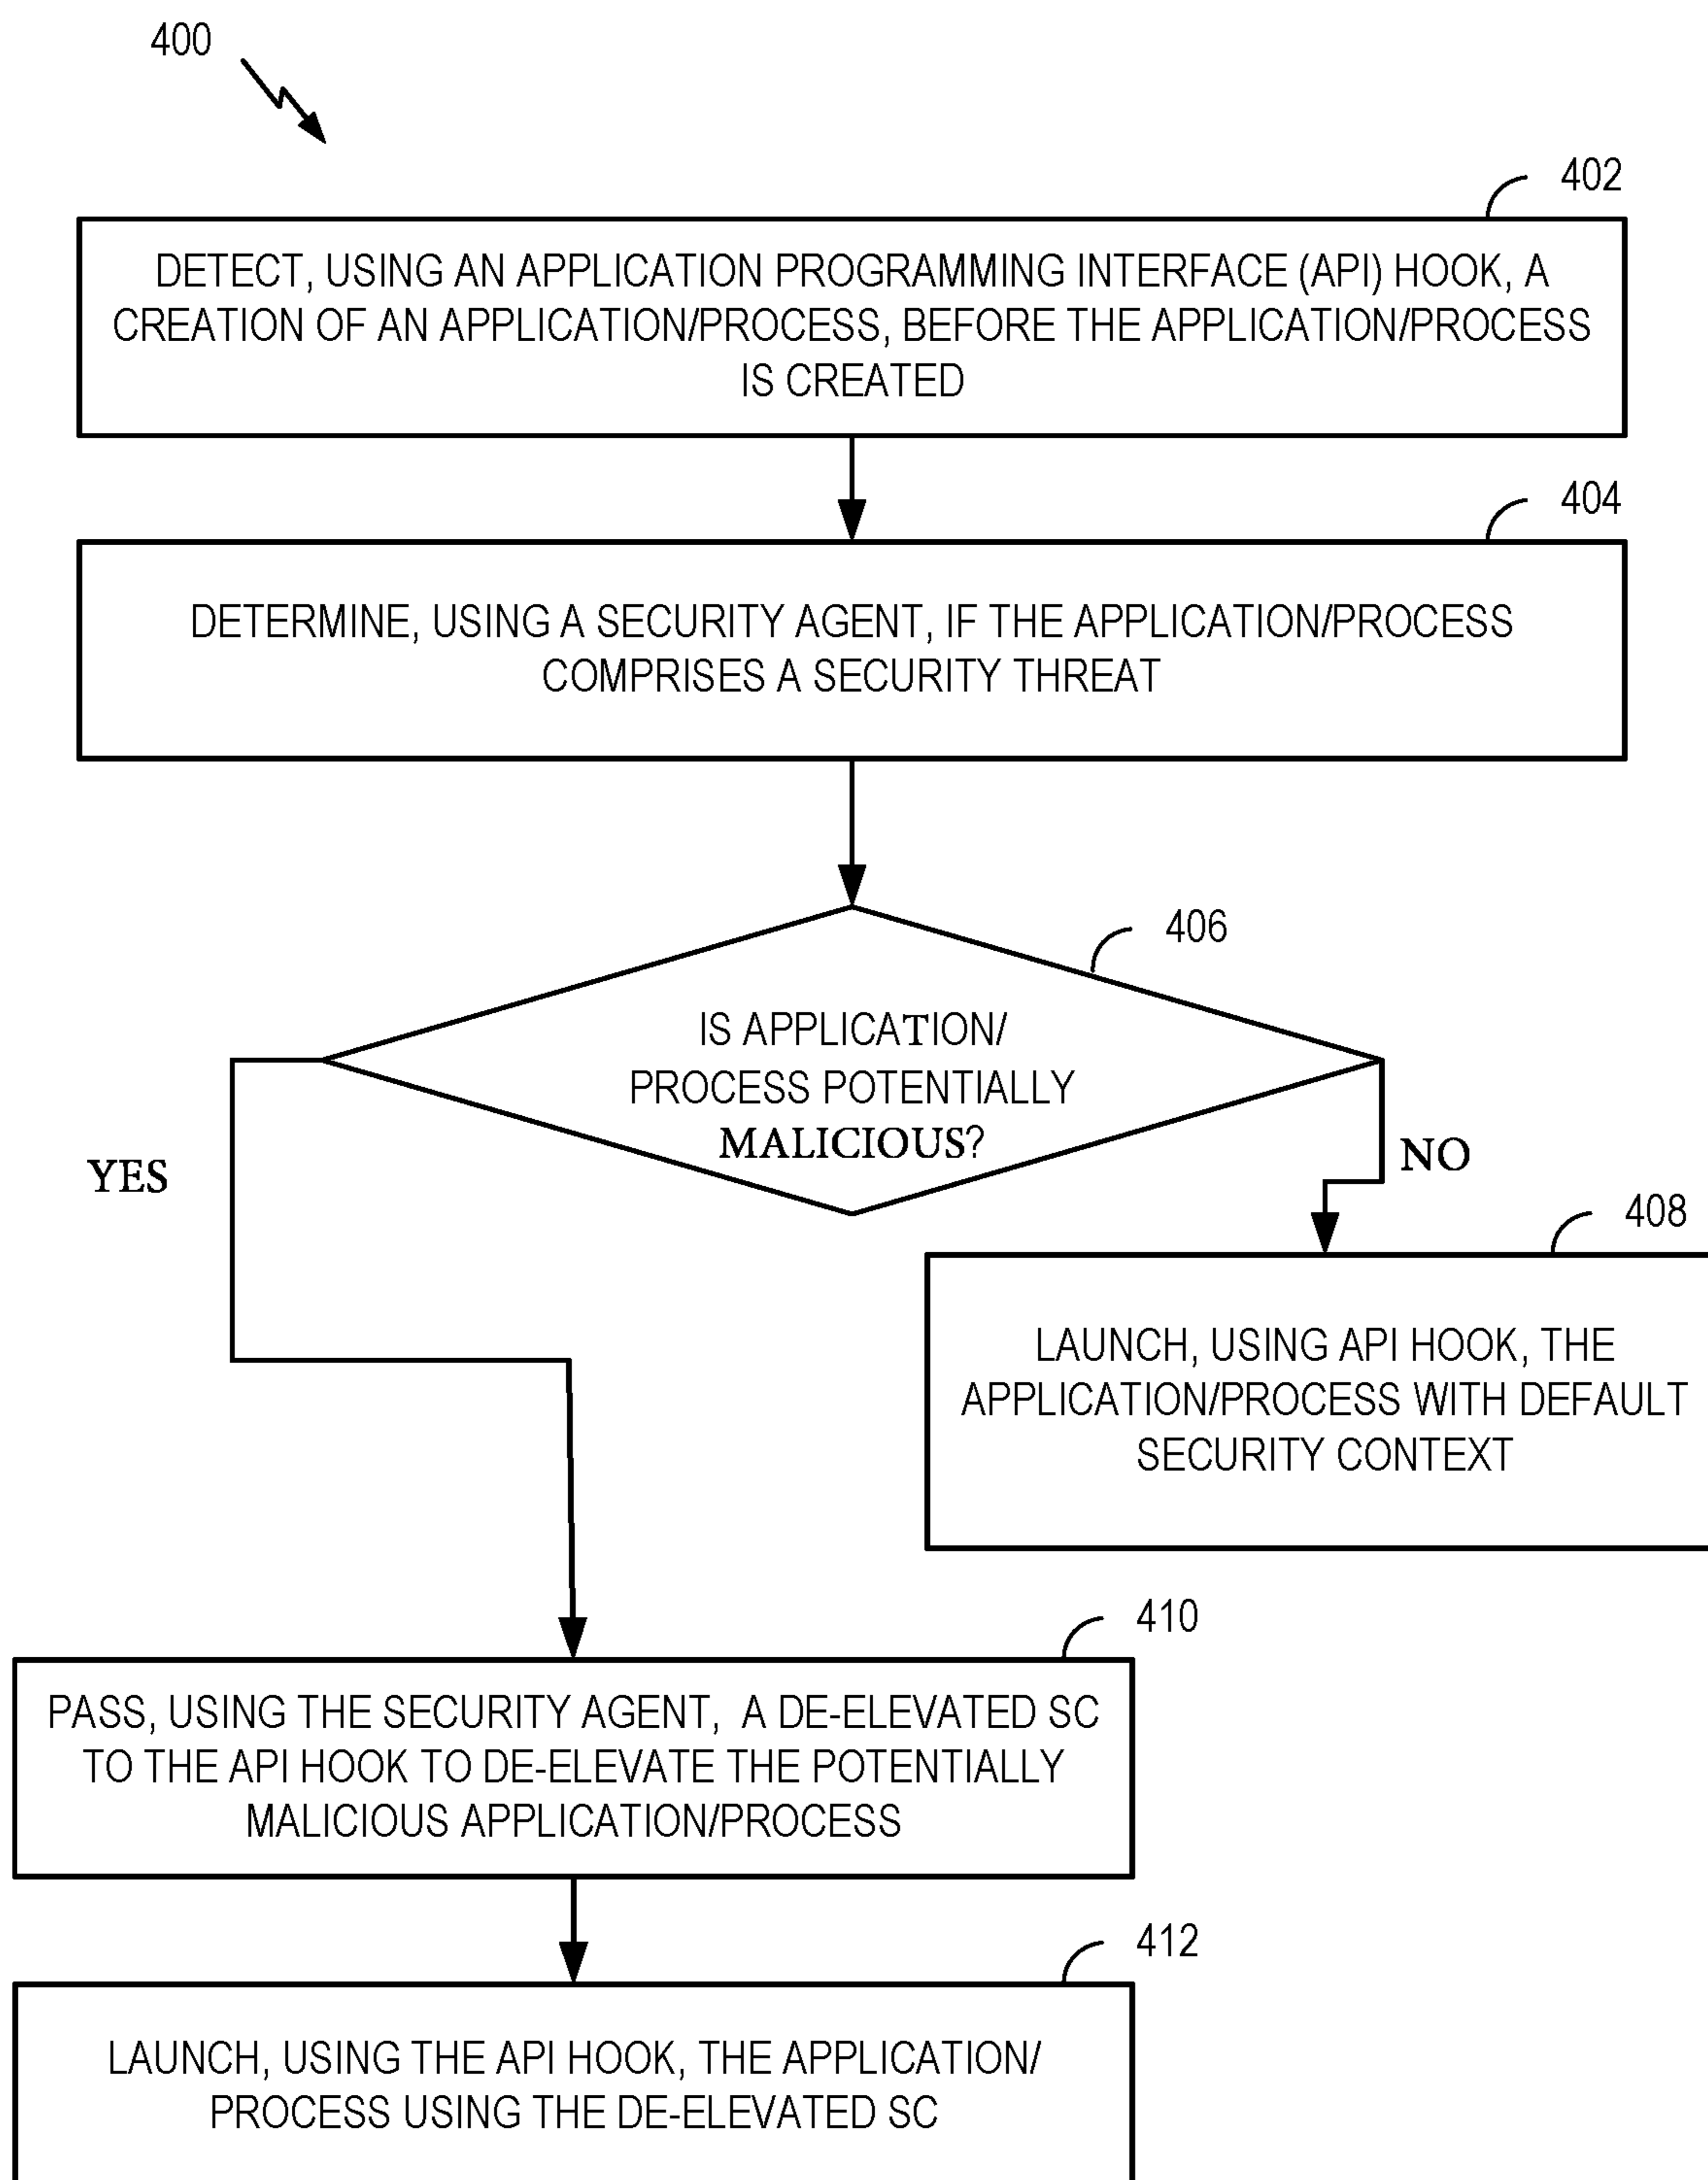 400
402
DETECT, USING AN APPLICATION PROGRAMMING INTERFACE (API) HOOK, A
CREATION OF AN APPLICATION/PROCESS, BEFORE THE APPLICATION/PROCESS
IS CREATED
404
DETERMINE, USING A SECURITY AGENT, IF THE APPLICATION/PROCESS
COMPRISES A SECURITY THREAT
406
IS APPLICATION/
PROCESS POTENTIALLY
MALICIOUS?
YES
NO
408
LAUNCH, USING API HOOK, THE
APPLICATION/PROCESS WITH DEFAULT
SECURITY CONTEXT
410
PASS, USING THE SECURITY AGENT, A DE-ELEVATED SC
TO THE API HOOK TO DE-ELEVATE THE POTENTIALLY
MALICIOUS APPLICATION/PROCESS
412
LAUNCH, USING THE API HOOK, THE APPLICATION/
PROCESS USING THE DE-ELEVATED SC